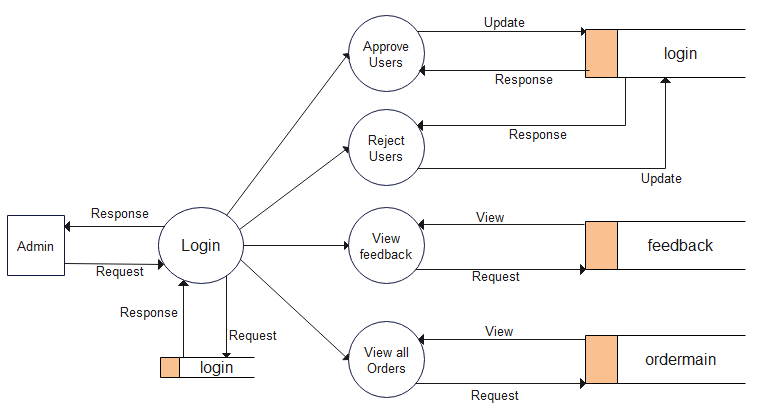 Update
Approve
Users
login
Response
Reject
Users
Response
Update
Response
Admin
Login
Request
View
View
feedback
feedback
Request
Response
Request
login
View
View all
Orders
ordermain
Request